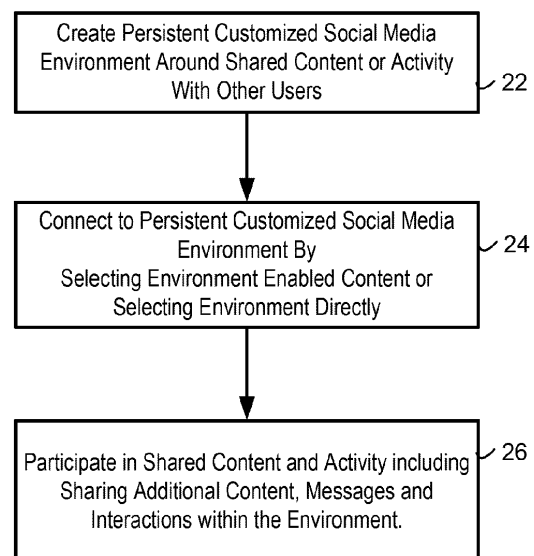 Create Persistent Customized Social Media
Environment Around Shared Content or Activity
With Other Users
22
Connect to Persistent Customized Social Media
Environment By
Selecting Environment Enabled Content or
Selecting Environment Directly
24
Participate in Shared Content and Activity including
Sharing Additional Content, Messages and
Interactions within the Environment.
26